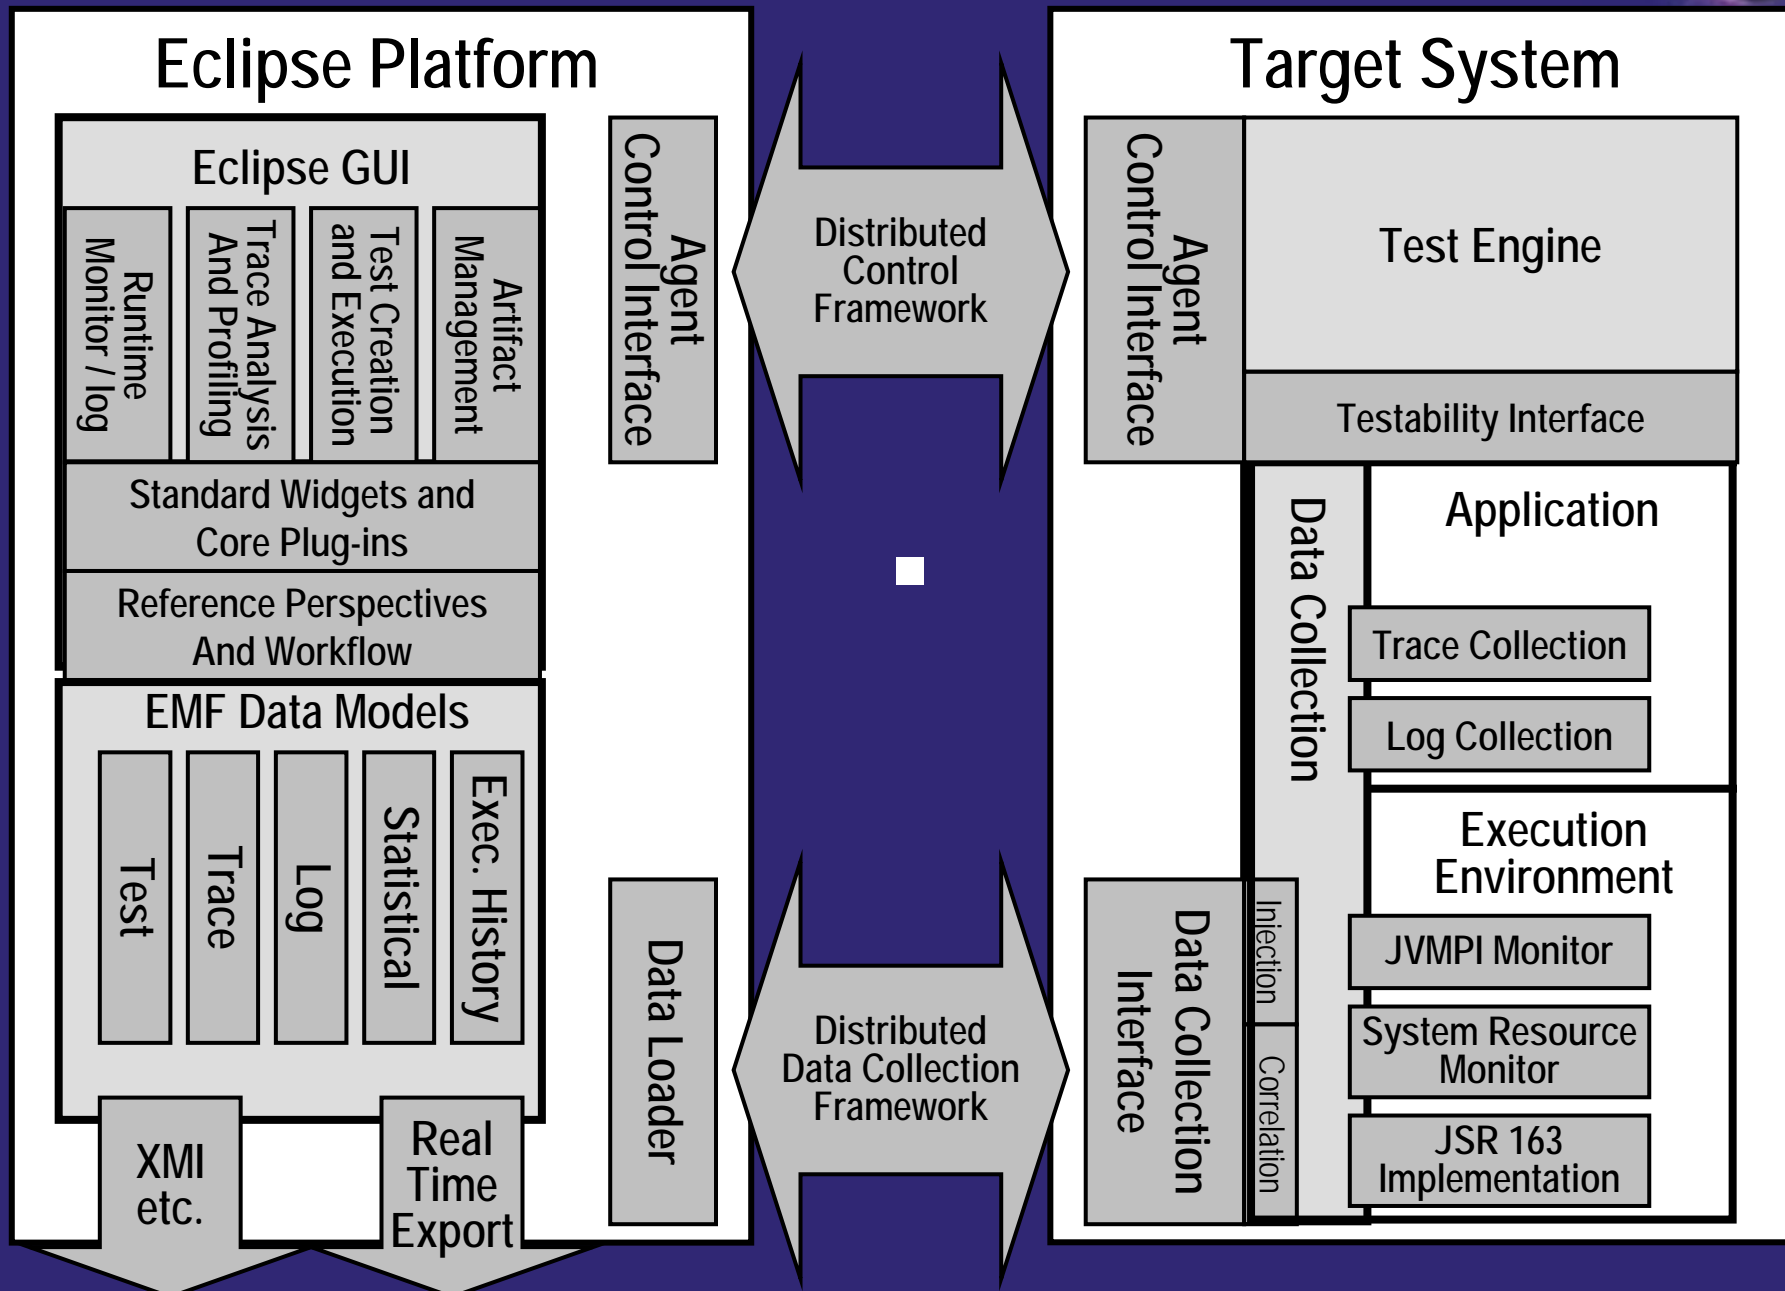 Eclipse Platform
Eclipse GUI
Runtime
Monitor / log
Trace Analysis
And Profiling
Test Creation
and Execution
Artifact
Management
Standard Widgets and
Core Plug-ins
Reference Perspectives
And Workflow
EMF Data Models
Test
Trace
Log
Statistical
Exec. History
XMI
etc.
Real
Time
Export
Agent
Control Interface
Data Loader
Distributed
Control
Framework
Distributed
Data Collection
Framework
Target System
Agent
Control Interface
Test Engine
Testability Interface
Data Collection
Application
Trace Collection
Log Collection
Execution
Environment
JVMPI Monitor
System Resource
Monitor
JSR 163
Implementation
Data Collection
Interface
Injection
Correlation